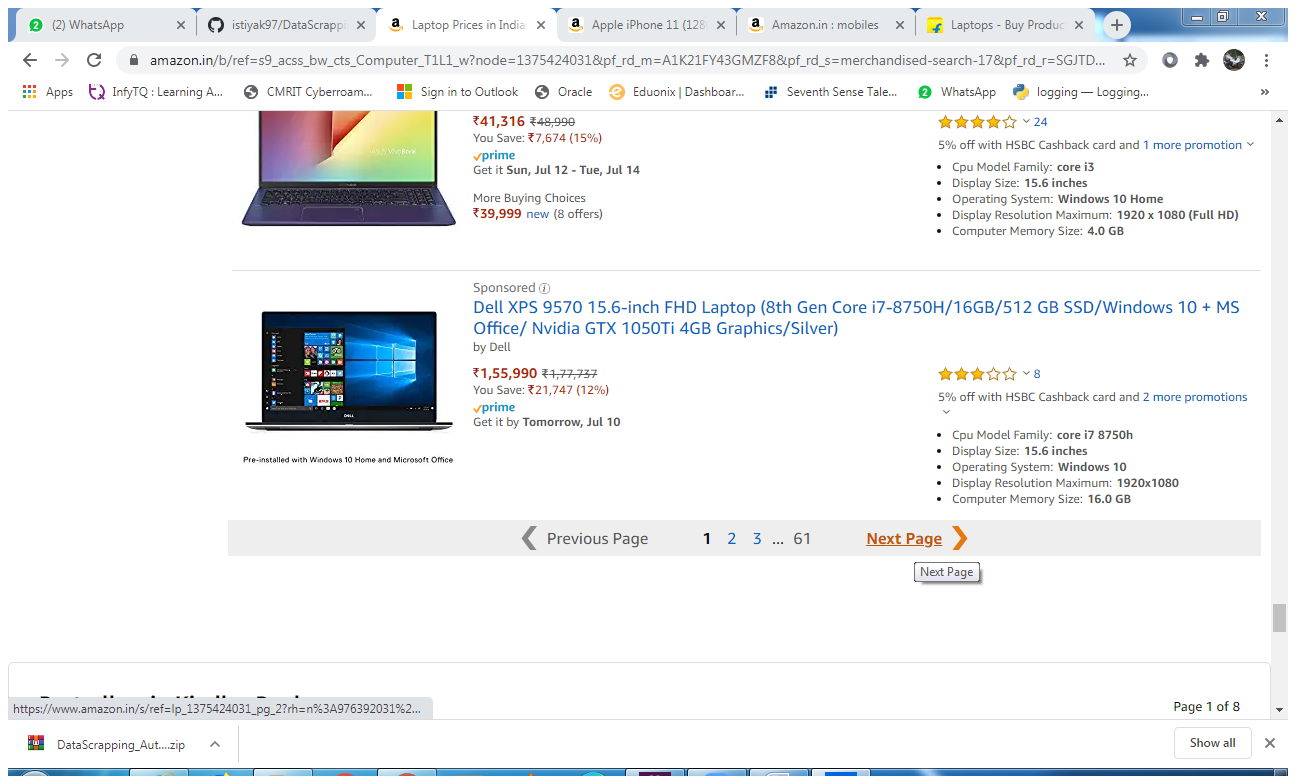 (2) WhatsApp
istiyak97/DataScrappi
Laptop Prices in India
Apple iPhone 11 (128
Amazon.in : mobiles
Laptops - Buy Produc
amazon.in/b/ref=s9_acss_bw_cts_Computer_T1L1_w?node=1375424031&pf_rd_m=A1K21FY43GMZF8&pf_rd_s=merchandised-search-17&pf_rd_r=SGJTD...
Apps
InfyTQ : Learning A...
CMRIT Cyberroam...
Sign in to Outlook
Oracle
Eduonix | Dashboar...
Seventh Sense Tale...
WhatsApp
logging — Logging...
»
₹41,316 ₹48,990
You Save: ₹7,674 (15%)
prime
Get it Sun, Jul 12 - Tue, Jul 14
More Buying Choices
₹39,999 new (8 offers)
24
5% off with HSBC Cashback card and 1 more promotion
• Cpu Model Family: core i3
• Display Size: 15.6 inches
• Operating System: Windows 10 Home
• Display Resolution Maximum: 1920 x 1080 (Full HD)
• Computer Memory Size: 4.0 GB
Sponsored
Dell XPS 9570 15.6-inch FHD Laptop (8th Gen Core i7-8750H/16GB/512 GB SSD/Windows 10 + MS
Office/ Nvidia GTX 1050Ti 4GB Graphics/Silver)
by Dell
₹1,55,990 ₹1,77,737
You Save: ₹21,747 (12%)
prime
Get it by Tomorrow, Jul 10
DELL
Pre-installed with Windows 10 Home and Microsoft Office
8
5% off with HSBC Cashback card and 2 more promotions
• Cpu Model Family: core i7 8750h
• Display Size: 15.6 inches
• Operating System: Windows 10
• Display Resolution Maximum: 1920x1080
• Computer Memory Size: 16.0 GB
Previous Page 1 2 3 ... 61 Next Page
Next Page
https://www.amazon.in/s/ref=lp_1375424031_pg_2?rh=n%3A976392031%2...
Page 1 of 8
DataScrapping_Aut....zip
Show all